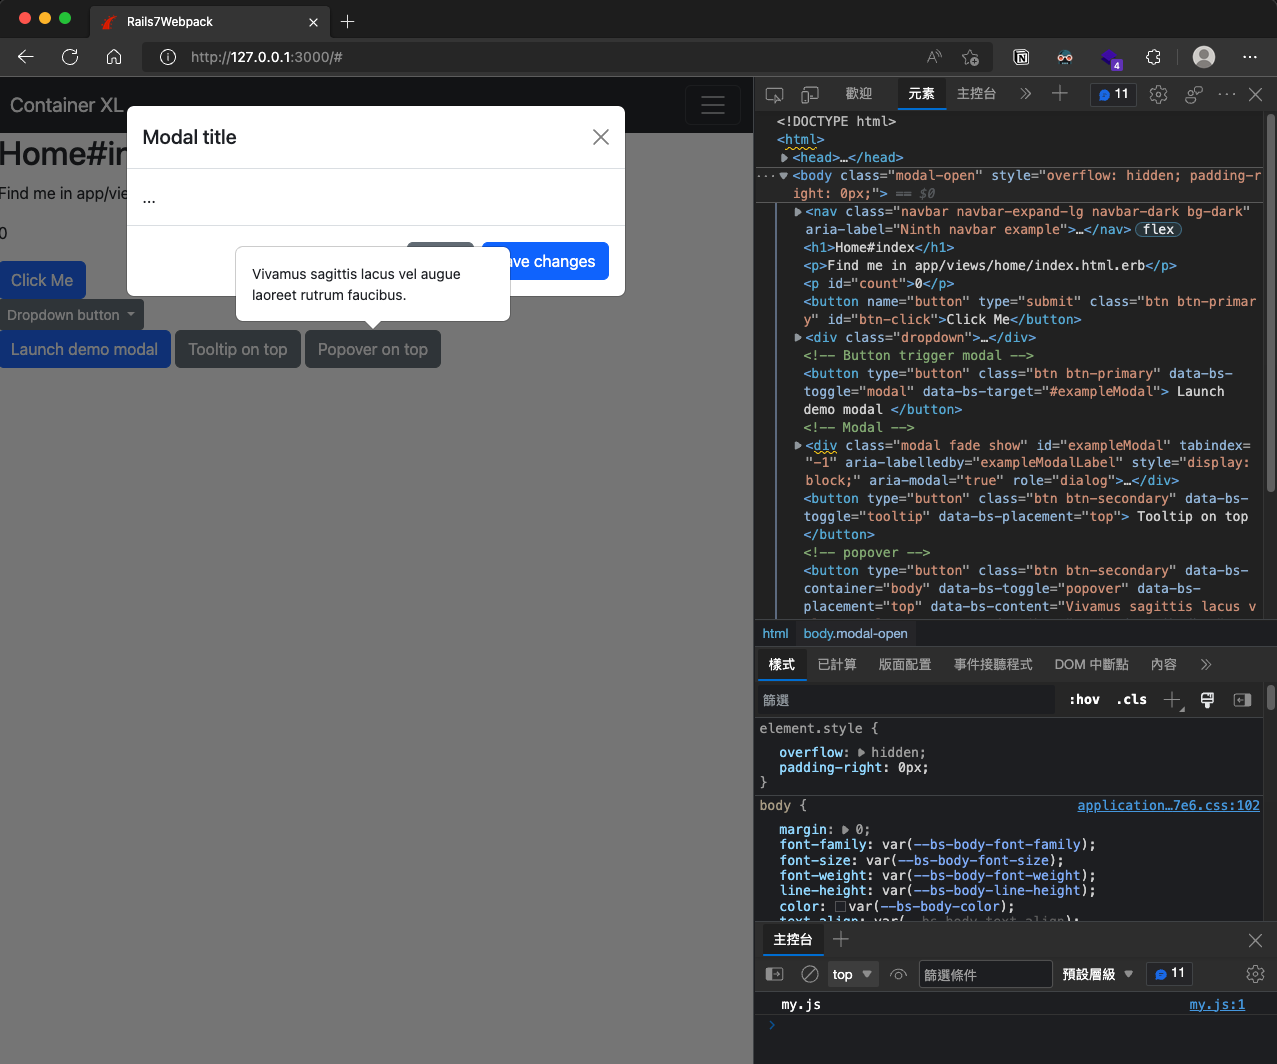 Rails7Webpack
http://127.0.0.1:3000/#
4
Container XL
Modal title
Home#in
Find me in app/vie
...
0
Vivamus sagittis lacus vel augue
laoreet rutrum faucibus.
ve changes
Click Me
Dropdown button
Launch demo modal
Tooltip on top
Popover on top
歡迎
元素
主控台
11
<!DOCTYPE html>
<html>
<head>…</head>
<body class="modal-open" style="overflow: hidden; padding-r
ight: 0px;"> == $0
<nav class="navbar navbar-expand-lg navbar-dark bg-dark"
aria-label="Ninth navbar example">…</nav> flex
<h1>Home#index</h1>
<p>Find me in app/views/home/index.html.erb</p>
<p id="count">0</p>
<button name="button" type="submit" class="btn btn-primar
y" id="btn-click">Click Me</button>
<div class="dropdown">…</div>
<!-- Button trigger modal -->
<button type="button" class="btn btn-primary" data-bs-
toggle="modal" data-bs-target="#exampleModal"> Launch
demo modal </button>
<!-- Modal -->
<div class="modal fade show" id="exampleModal" tabindex=
"-1" aria-labelledby="exampleModalLabel" style="display:
block;" aria-modal="true" role="dialog">…</div>
<button type="button" class="btn btn-secondary" data-bs-
toggle="tooltip" data-bs-placement="top"> Tooltip on top
</button>
<!-- popover -->
<button type="button" class="btn btn-secondary" data-bs-
container="body" data-bs-toggle="popover" data-bs-
placement="top" data-bs-content="Vivamus sagittis lacus v
html body.modal-open
樣式 已計算 版面配置 事件接聽程式 DOM 中斷點 內容
篩選
:hov .cls
element.style {
overflow: hidden;
padding-right: 0px;
}
body {
application…7e6.css:102
margin: 0;
font-family: var(--bs-body-font-family);
font-size: var(--bs-body-font-size);
font-weight: var(--bs-body-font-weight);
line-height: var(--bs-body-line-height);
color: var(--bs-body-color);
text-align: var(--bs-body-text-align);
主控台
top
篩選條件
預設層級
11
my.js
my.js:1